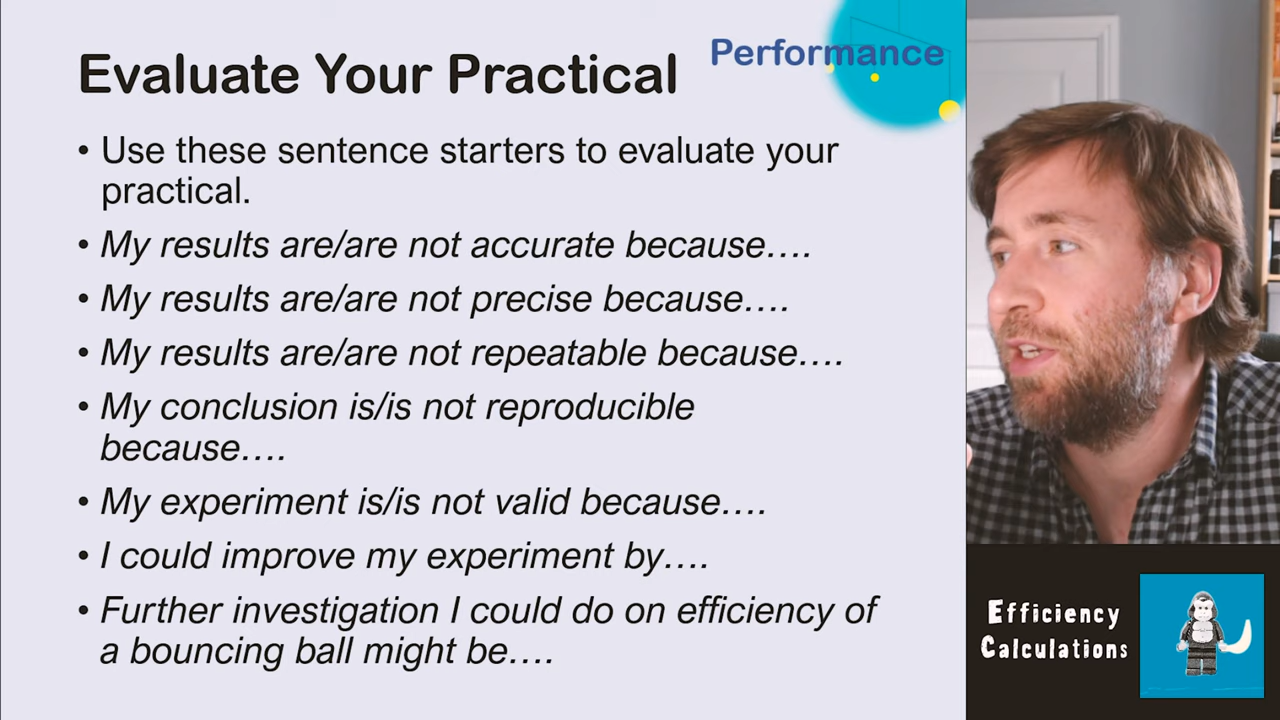 Evaluate Your Practical
Performance
• Use these sentence starters to evaluate your
practical.
• My results are/are not accurate because….
• My results are/are not precise because….
• My results are/are not repeatable because….
• My conclusion is/is not reproducible
because….
• My experiment is/is not valid because….
• I could improve my experiment by….
• Further investigation I could do on efficiency of
a bouncing ball might be….
Efficiency
Calculations